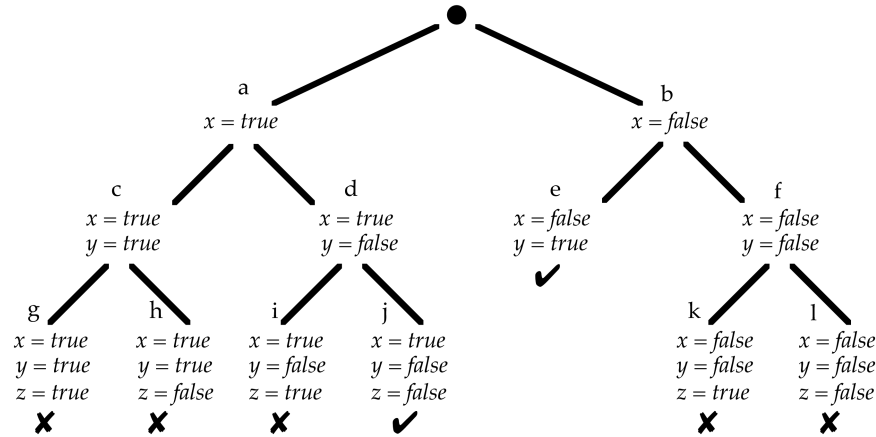 a
x = true
b
x = false
c
x = true
y = true
d
x = true
y = false
e
x = false
y = true
✔
f
x = false
y = false
g
x = true
y = true
z = true
✘
h
x = true
y = true
z = false
✘
i
x = true
y = false
z = true
✘
j
x = true
y = false
z = false
✔
k
x = false
y = false
z = true
✘
l
x = false
y = false
z = false
✘